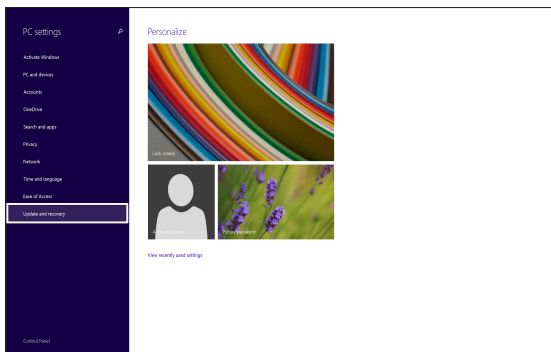 PC settings
Activate Windows
PC and devices
Accounts
OneDrive
Search and apps
Privacy
Network
Time and language
Ease of Access
Update and recovery
Control Panel
Personalize
Lock screen
Account picture
Picture password
View recently used settings